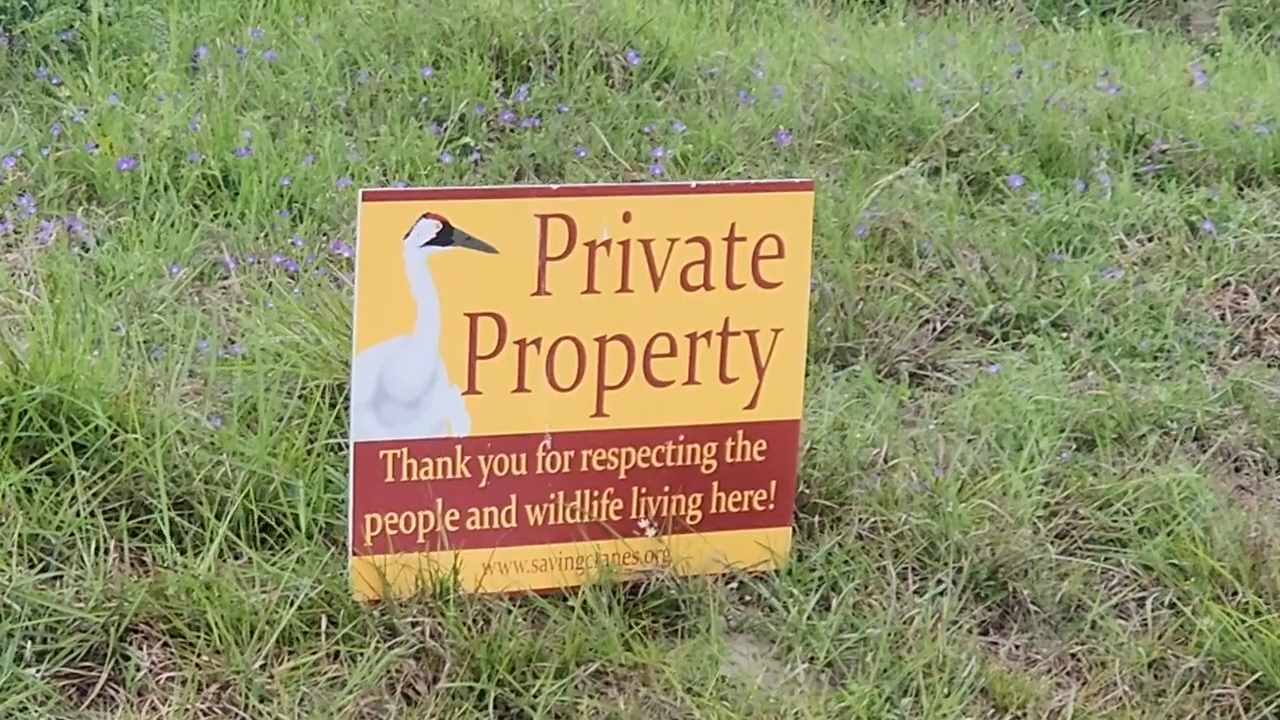 Private
Property
Thank you for respecting the
people and wildlife living here!
www.savingcranes.org